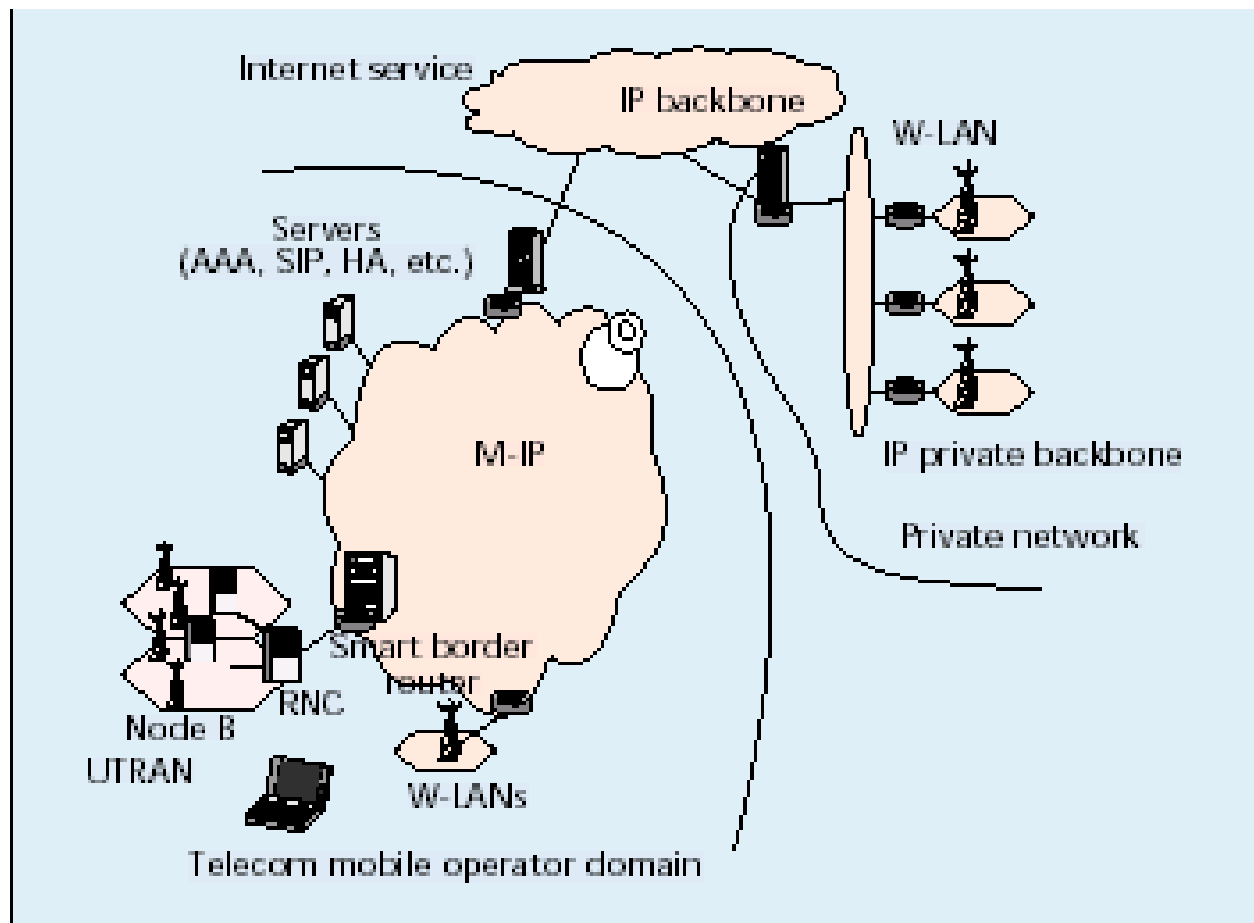 Internet service
IP backbone
W-LAN
Servers
(AAA, SIP, HA, etc.)
M-IP
IP private backbone
Private network
Smart border
router
RNC
Node B
UTRAN
W-LANs
Telecom mobile operator domain